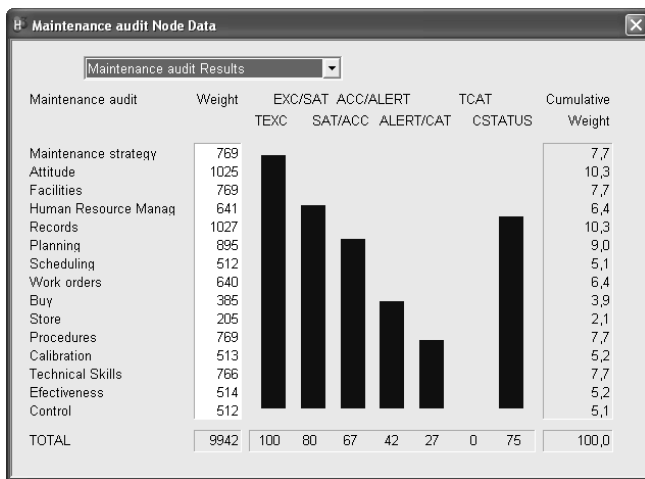 Maintenance audit Node Data
Maintenance audit Results
Maintenance audit Weight EXC/SAT ACC/ALERT TCAT Cumulative
TEXC SAT/ACC ALERT/CAT CSTATUS Weight
Maintenance strategy 769 7,7
Attitude 1025 10,3
Facilities 769 7,7
Human Resource Manag 641 6,4
Records 1027 10,3
Planning 895 9,0
Scheduling 512 5,1
Work orders 640 6,4
Buy 385 3,9
Store 205 2,1
Procedures 769 7,7
Calibration 513 5,2
Technical Skills 766 7,7
Efectiveness 514 5,2
Control 512 5,1
TOTAL 9942 100 80 67 42 27 0 75 100,0